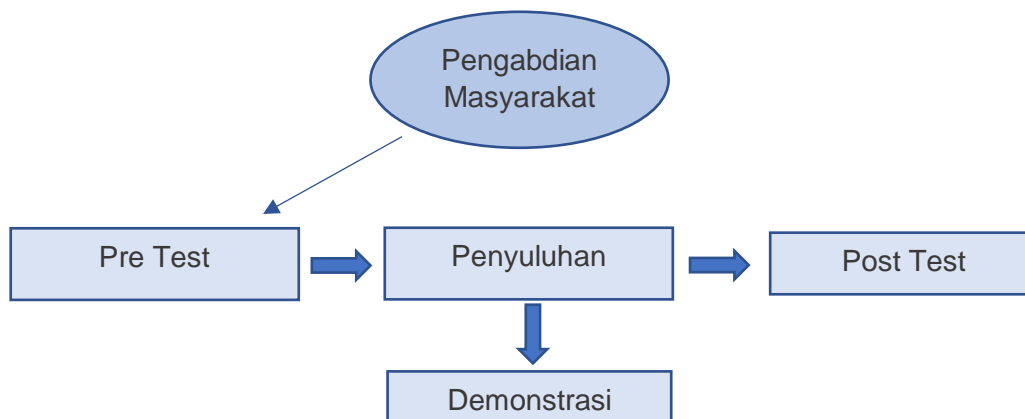 Pengabdian
Masyarakat
Pre Test
Penyuluhan
Post Test
Demonstrasi